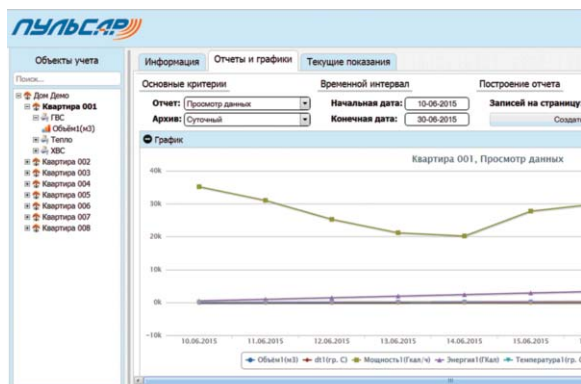 ПУЛЬСАР
Объекты учета
Поиск...
Дом Демо
Квартира 001
ГВС
Объём1(м3)
Тепло
ХВС
Квартира 002
Квартира 003
Квартира 004
Квартира 005
Квартира 006
Квартира 007
Квартира 008
Информация Отчеты и графики Текущие показания
Основные критерии Временной интервал Построение отчета
Отчет: Просмотр данных Начальная дата: 10-06-2015 Записей на страницу:
Архив: Суточный Конечная дата: 30-06-2015 Создать
График
Квартира 001, Просмотр данных
40k
30k
20k
10k
0k
-10k
10.06.2015 11.06.2015 12.06.2015 13.06.2015 14.06.2015 15.06.2015 1
Объём1(м3) dt1(гр. С) Мощность1(Гкал/ч) Энергия1(ГКал) Температура1(гр. С